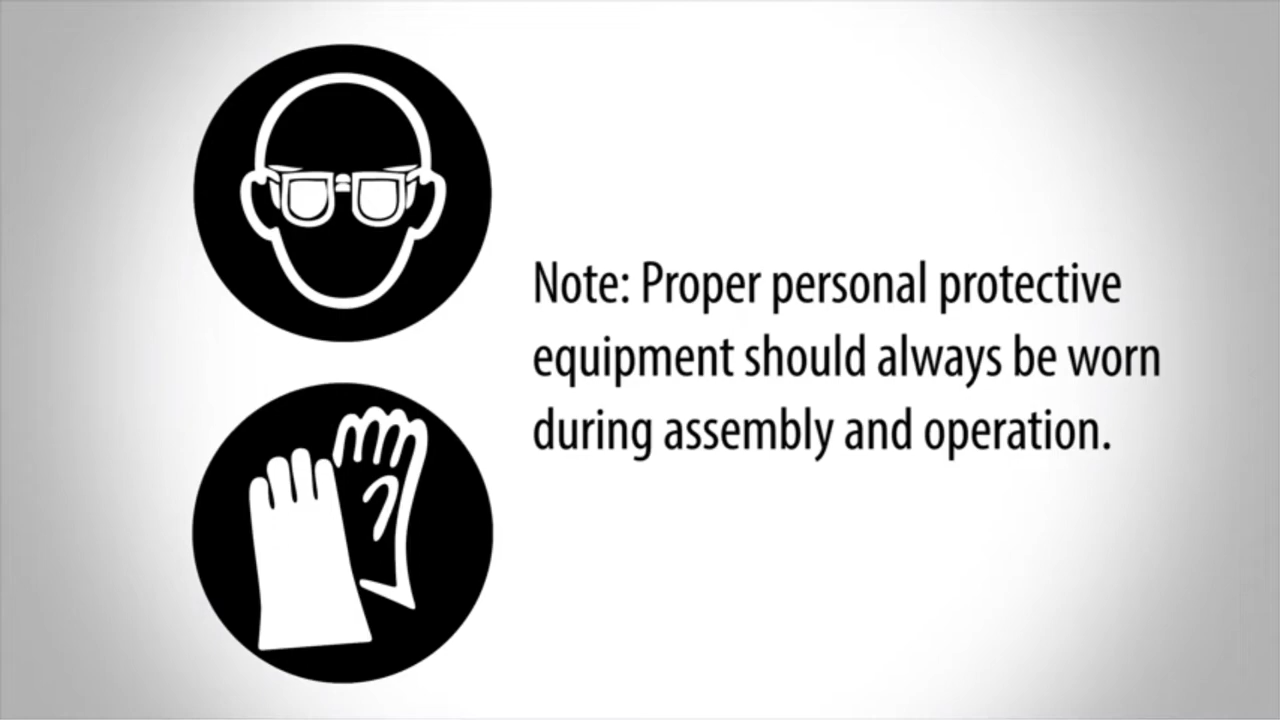 Note: Proper personal protective
equipment should always be worn
during assembly and operation.